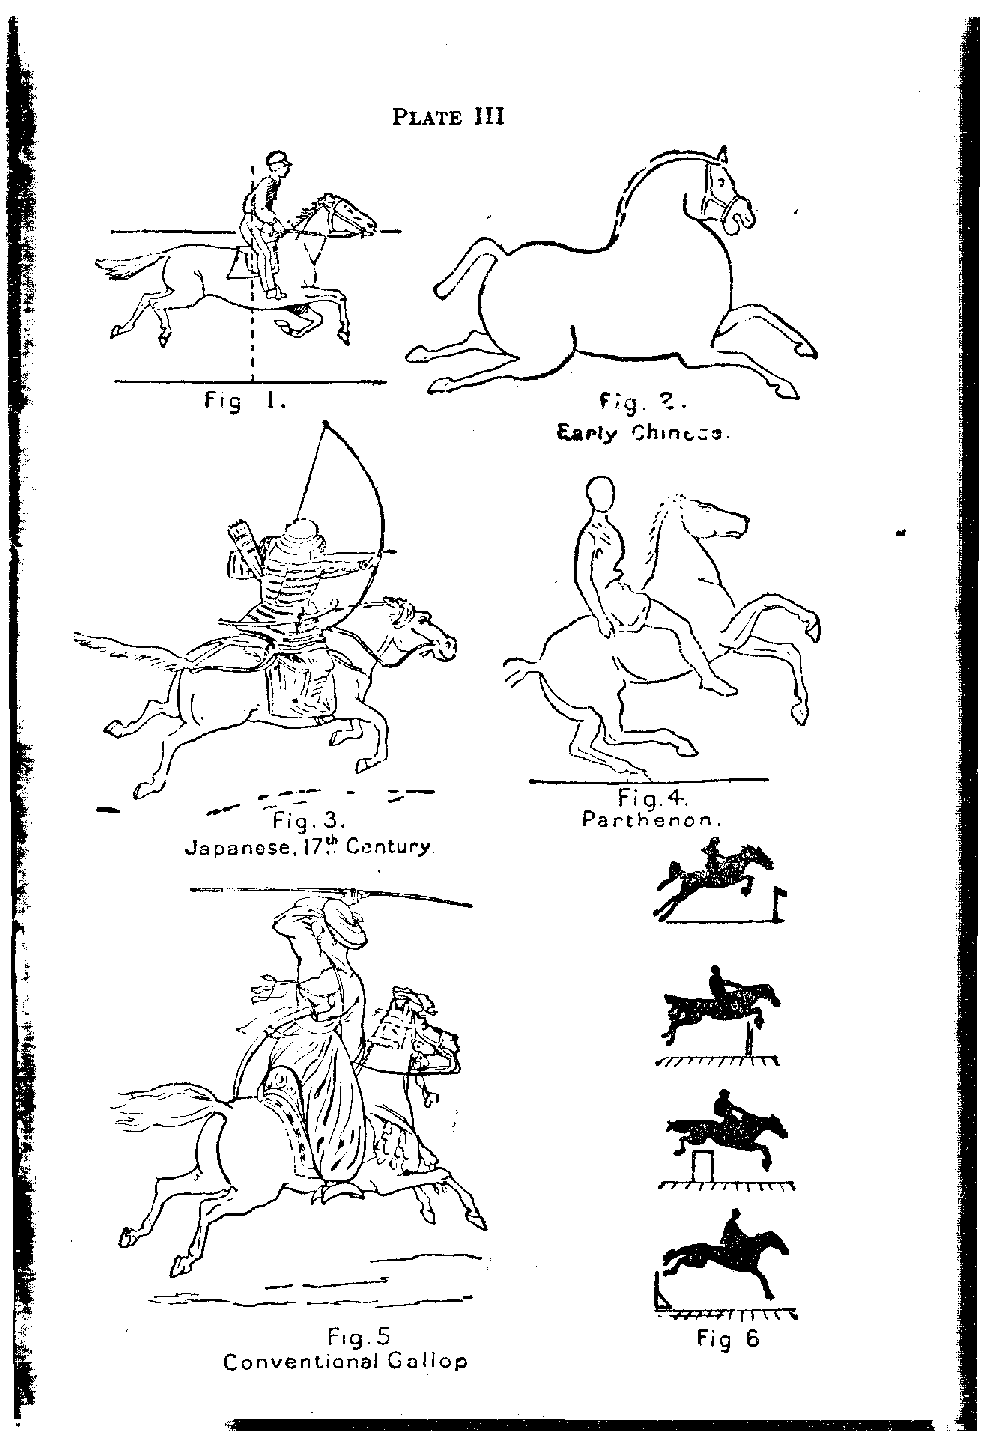 PLATE III
Fig 1.
Fig. 2.
Early Chinese.
Fig. 3.
Japanese, 17th Century
Fig. 4.
Parthenon.
Fig. 5
Conventional Gallop
Fig 6